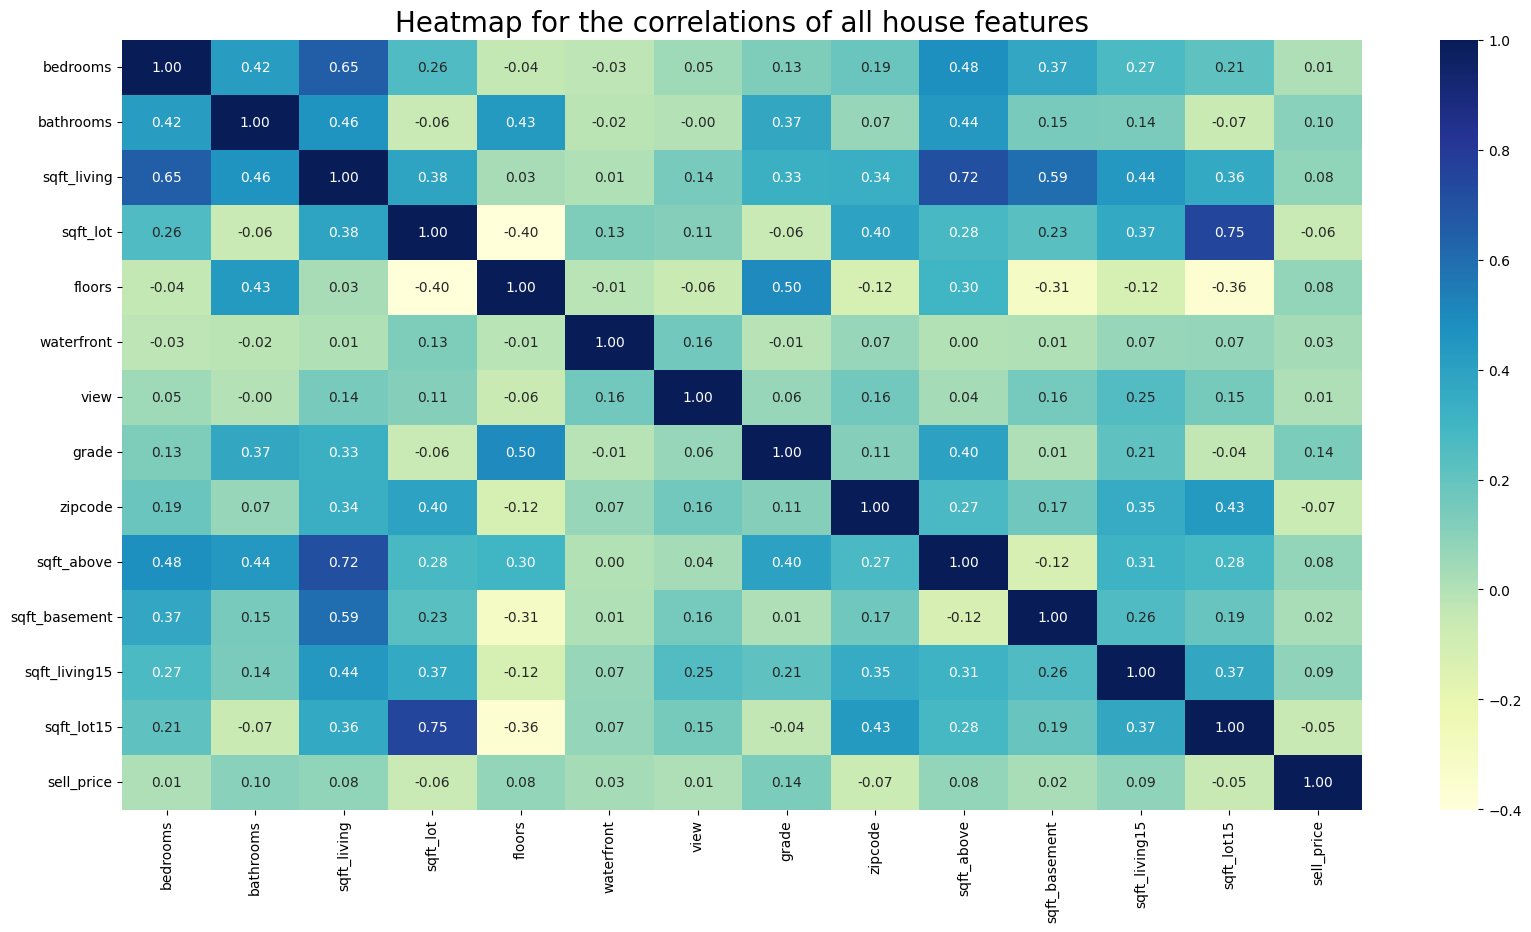 Heatmap for the correlations of all house features
bedrooms 1.00 0.42 0.65 0.26 -0.04 -0.03 0.05 0.13 0.19 0.48 0.37 0.27 0.21 0.01
bathrooms 0.42 1.00 0.46 -0.06 0.43 -0.02 -0.00 0.37 0.07 0.44 0.15 0.14 -0.07 0.10
sqft_living 0.65 0.46 1.00 0.38 0.03 0.01 0.14 0.33 0.34 0.72 0.59 0.44 0.36 0.08
sqft_lot 0.26 -0.06 0.38 1.00 -0.40 0.13 0.11 -0.06 0.40 0.28 0.23 0.37 0.75 -0.06
floors -0.04 0.43 0.03 -0.40 1.00 -0.01 -0.06 0.50 -0.12 0.30 -0.31 -0.12 -0.36 0.08
waterfront -0.03 -0.02 0.01 0.13 -0.01 1.00 0.16 -0.01 0.07 0.00 0.01 0.07 0.07 0.03
view 0.05 -0.00 0.14 0.11 -0.06 0.16 1.00 0.06 0.16 0.04 0.16 0.25 0.15 0.01
grade 0.13 0.37 0.33 -0.06 0.50 -0.01 0.06 1.00 0.11 0.40 0.01 0.21 -0.04 0.14
zipcode 0.19 0.07 0.34 0.40 -0.12 0.07 0.16 0.11 1.00 0.27 0.17 0.35 0.43 -0.07
sqft_above 0.48 0.44 0.72 0.28 0.30 0.00 0.04 0.40 0.27 1.00 -0.12 0.31 0.28 0.08
sqft_basement 0.37 0.15 0.59 0.23 -0.31 0.01 0.16 0.01 0.17 -0.12 1.00 0.26 0.19 0.02
sqft_living15 0.27 0.14 0.44 0.37 -0.12 0.07 0.25 0.21 0.35 0.31 0.26 1.00 0.37 0.09
sqft_lot15 0.21 -0.07 0.36 0.75 -0.36 0.07 0.15 -0.04 0.43 0.28 0.19 0.37 1.00 -0.05
sell_price 0.01 0.10 0.08 -0.06 0.08 0.03 0.01 0.14 -0.07 0.08 0.02 0.09 -0.05 1.00
bedrooms bathrooms sqft_living sqft_lot floors waterfront view grade zipcode sqft_above sqft_basement sqft_living15 sqft_lot15 sell_price
1.0
0.8
0.6
0.4
0.2
0.0
−0.2
−0.4